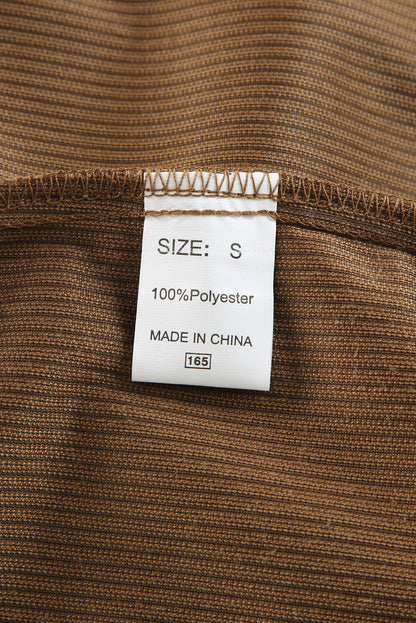 SIZE: S
100%Polyester
MADE IN CHINA
165